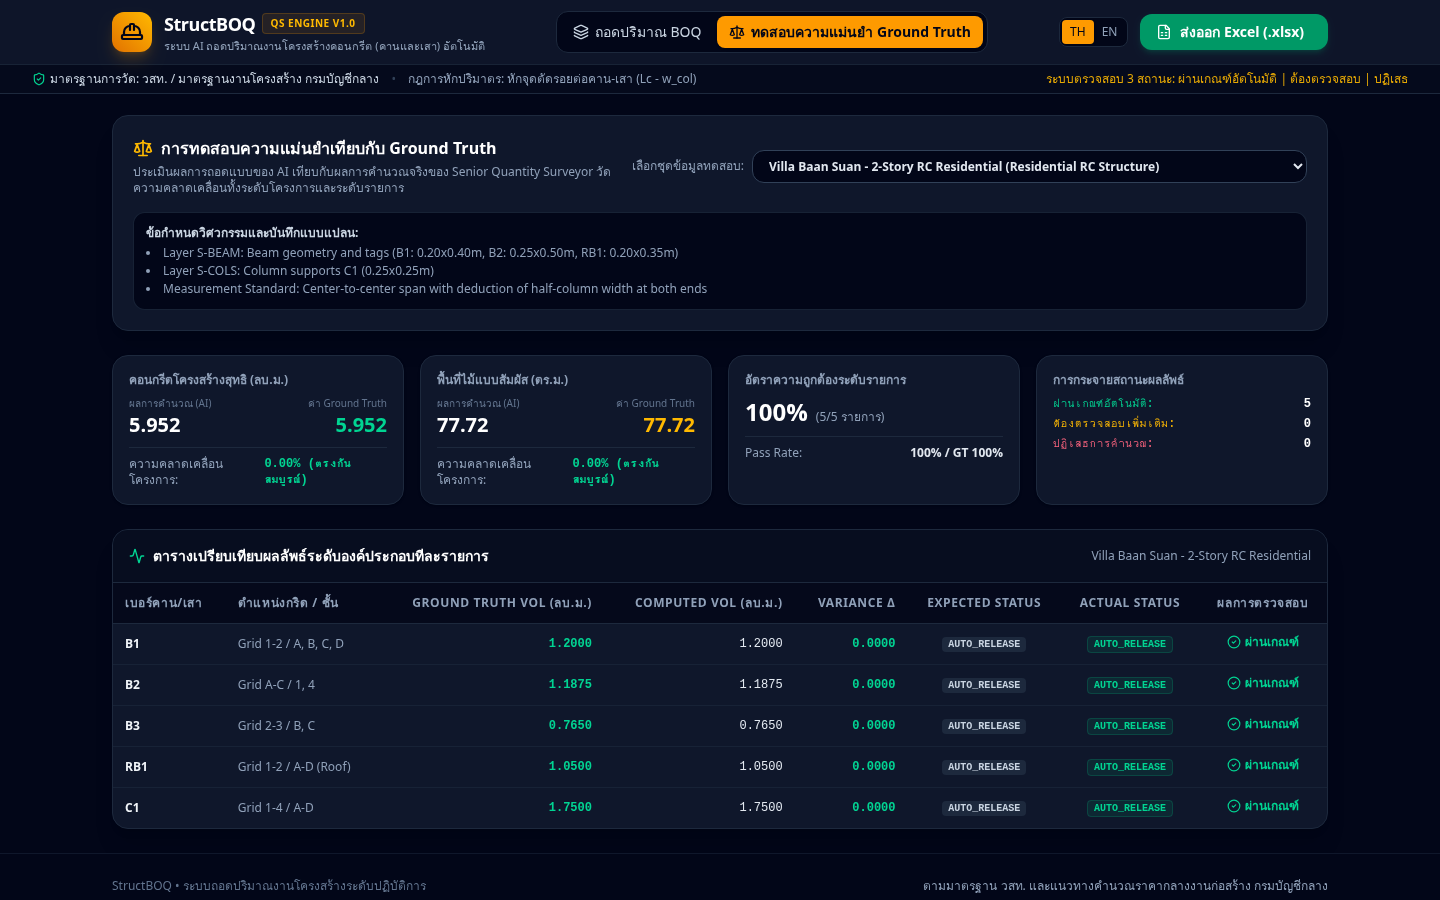 StructBOQ QS ENGINE V1.0
ระบบ AI ถอดปริมาณงานโครงสร้างคอนกรีต (คานและเสา) อัตโนมัติ
ถอดปริมาณ BOQ
ทดสอบความแม่นยำ Ground Truth
TH EN
ส่งออก Excel (.xlsx)
มาตรฐานการวัด: วสท. / มาตรฐานงานโครงสร้าง กรมบัญชีกลาง • กฎการหักปริมาตร: หักจุดตัดรอยต่อคาน-เสา (Lc - w_col)
ระบบตรวจสอบ 3 สถานะ: ผ่านเกณฑ์อัตโนมัติ | ต้องตรวจสอบ | ปฏิเสธ
การทดสอบความแม่นยำเทียบกับ Ground Truth
ประเมินผลการถอดแบบของ AI เทียบกับผลการคำนวณจริงของ Senior Quantity Surveyor วัด
ความคลาดเคลื่อนทั้งระดับโครงการและระดับรายการ
เลือกชุดข้อมูลทดสอบ:
Villa Baan Suan - 2-Story RC Residential (Residential RC Structure)
ข้อกำหนดวิศวกรรมและบันทึกแบบแปลน:
• Layer S-BEAM: Beam geometry and tags (B1: 0.20x0.40m, B2: 0.25x0.50m, RB1: 0.20x0.35m)
• Layer S-COLS: Column supports C1 (0.25x0.25m)
• Measurement Standard: Center-to-center span with deduction of half-column width at both ends
คอนกรีตโครงสร้างสุทธิ (ลบ.ม.)
ผลการคำนวณ (AI) ค่า Ground Truth
5.952 5.952
ความคลาดเคลื่อน
โครงการ:
0.00% (ตรงกัน
สมบูรณ์)
พื้นที่ไม้แบบสัมผัส (ตร.ม.)
ผลการคำนวณ (AI) ค่า Ground Truth
77.72 77.72
ความคลาดเคลื่อน
โครงการ:
0.00% (ตรงกัน
สมบูรณ์)
อัตราความถูกต้องระดับรายการ
100% (5/5 รายการ)
Pass Rate: 100% / GT 100%
การกระจายสถานะผลลัพธ์
ผ่านเกณฑ์อัตโนมัติ: 5
ต้องตรวจสอบเพิ่มเติม: 0
ปฏิเสธการคำนวณ: 0
ตารางเปรียบเทียบผลลัพธ์ระดับองค์ประกอบทีละรายการ
Villa Baan Suan - 2-Story RC Residential
เบอร์คาน/เสา ตำแหน่งกริด / ชั้น GROUND TRUTH VOL (ลบ.ม.) COMPUTED VOL (ลบ.ม.) VARIANCE Δ EXPECTED STATUS ACTUAL STATUS ผลการตรวจสอบ
B1 Grid 1-2 / A, B, C, D 1.2000 1.2000 0.0000 AUTO_RELEASE AUTO_RELEASE ผ่านเกณฑ์
B2 Grid A-C / 1, 4 1.1875 1.1875 0.0000 AUTO_RELEASE AUTO_RELEASE ผ่านเกณฑ์
B3 Grid 2-3 / B, C 0.7650 0.7650 0.0000 AUTO_RELEASE AUTO_RELEASE ผ่านเกณฑ์
RB1 Grid 1-2 / A-D (Roof) 1.0500 1.0500 0.0000 AUTO_RELEASE AUTO_RELEASE ผ่านเกณฑ์
C1 Grid 1-4 / A-D 1.7500 1.7500 0.0000 AUTO_RELEASE AUTO_RELEASE ผ่านเกณฑ์
StructBOQ • ระบบถอดปริมาณงานโครงสร้างระดับปฏิบัติการ
ตามมาตรฐาน วสท. และแนวทางคำนวณราคากลางงานก่อสร้าง กรมบัญชีกลาง